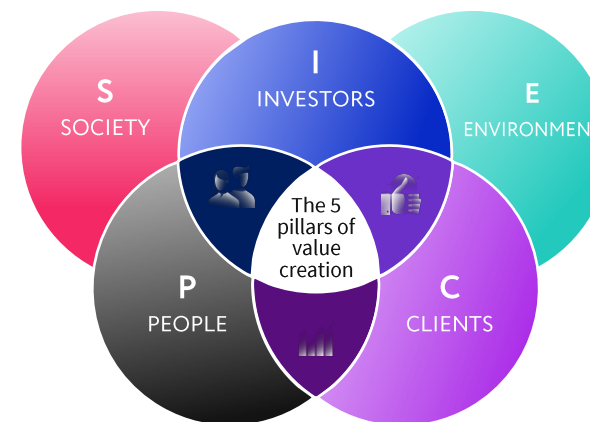 S
SOCIETY
I
INVESTORS
E
ENVIRONMEN
The 5
pillars of
value
creation
P
PEOPLE
C
CLIENTS